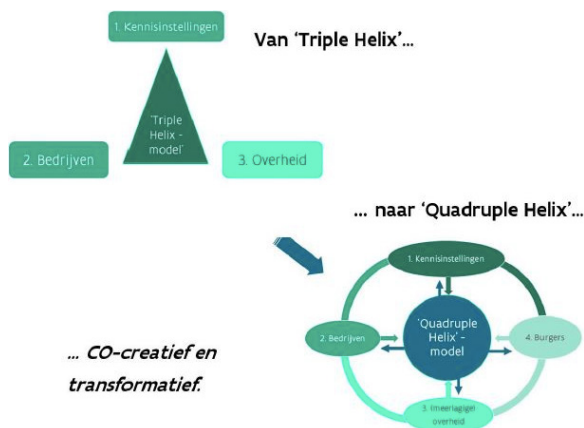 1. Kennisinstellingen
Van ‘Triple Helix’...
‘Triple
Helix -
model’
2. Bedrijven
3. Overheid
... naar ‘Quadruple Helix’...
1. Kennisinstellingen
2. Bedrijven
‘Quadruple
Helix’ -
model
4. Burgers
3. (meerlagige)
overheid
... CO-creatief en
transformatief.